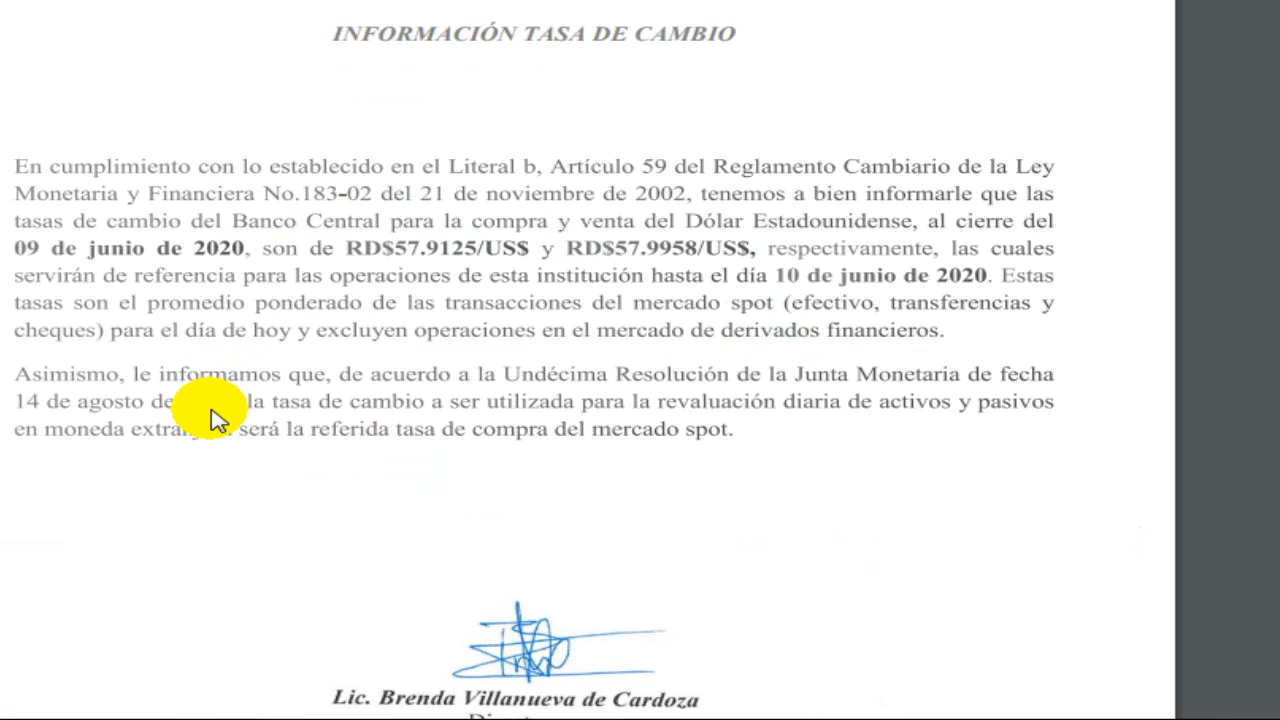 INFORMACIÓN TASA DE CAMBIO
En cumplimiento con lo establecido en el Literal b, Artículo 59 del Reglamento Cambiario de la Ley
Monetaria y Financiera No.183-02 del 21 de noviembre de 2002, tenemos a bien informarle que las
tasas de cambio del Banco Central para la compra y venta del Dólar Estadounidense, al cierre del
09 de junio de 2020, son de RD$57.9125/US$ y RD$57.9958/US$, respectivamente, las cuales
servirán de referencia para las operaciones de esta institución hasta el día 10 de junio de 2020. Estas
tasas son el promedio ponderado de las transacciones del mercado spot (efectivo, transferencias y
cheques) para el día de hoy y excluyen operaciones en el mercado de derivados financieros.
Asimismo, le informamos que, de acuerdo a la Undécima Resolución de la Junta Monetaria de fecha
14 de agosto de la tasa de cambio a ser utilizada para la revaluación diaria de activos y pasivos
en moneda será la referida tasa de compra del mercado spot.
Lic. Brenda Villanueva de Cardoza